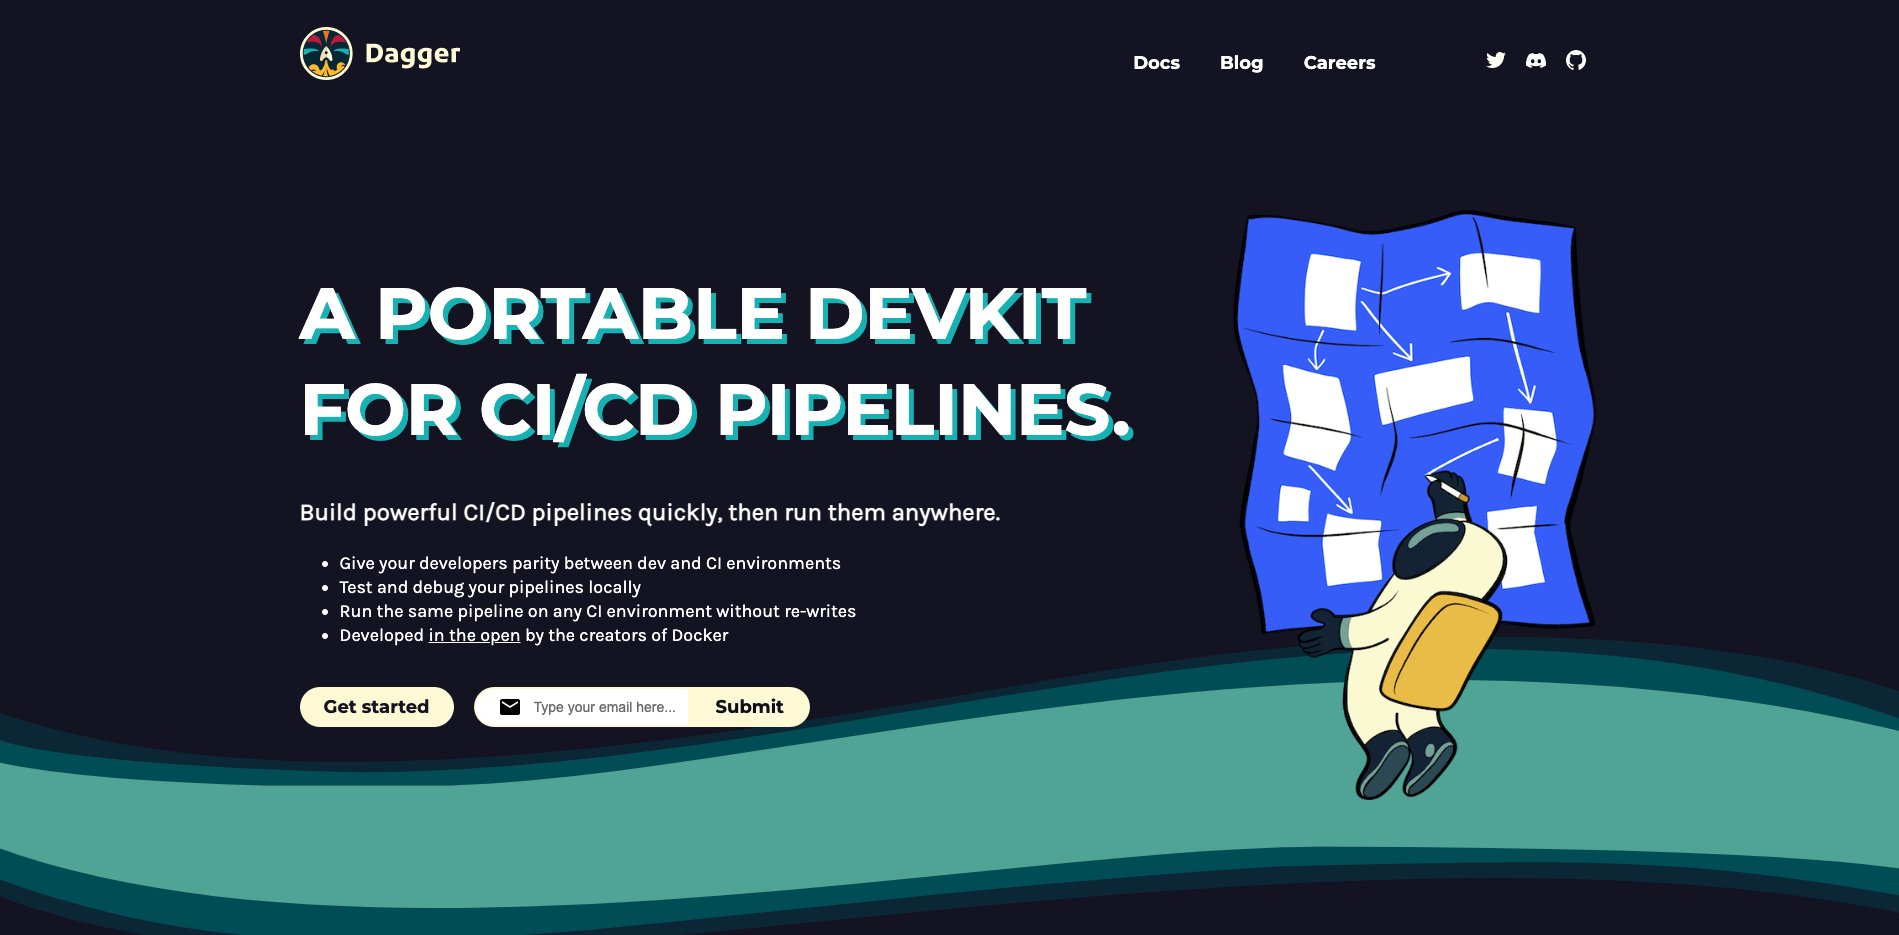 Dagger
Docs Blog Careers
A PORTABLE DEVKIT
FOR CI/CD PIPELINES.
Build powerful CI/CD pipelines quickly, then run them anywhere.
• Give your developers parity between dev and CI environments
• Test and debug your pipelines locally
• Run the same pipeline on any CI environment without re-writes
• Developed in the open by the creators of Docker
Get started Type your email here... Submit